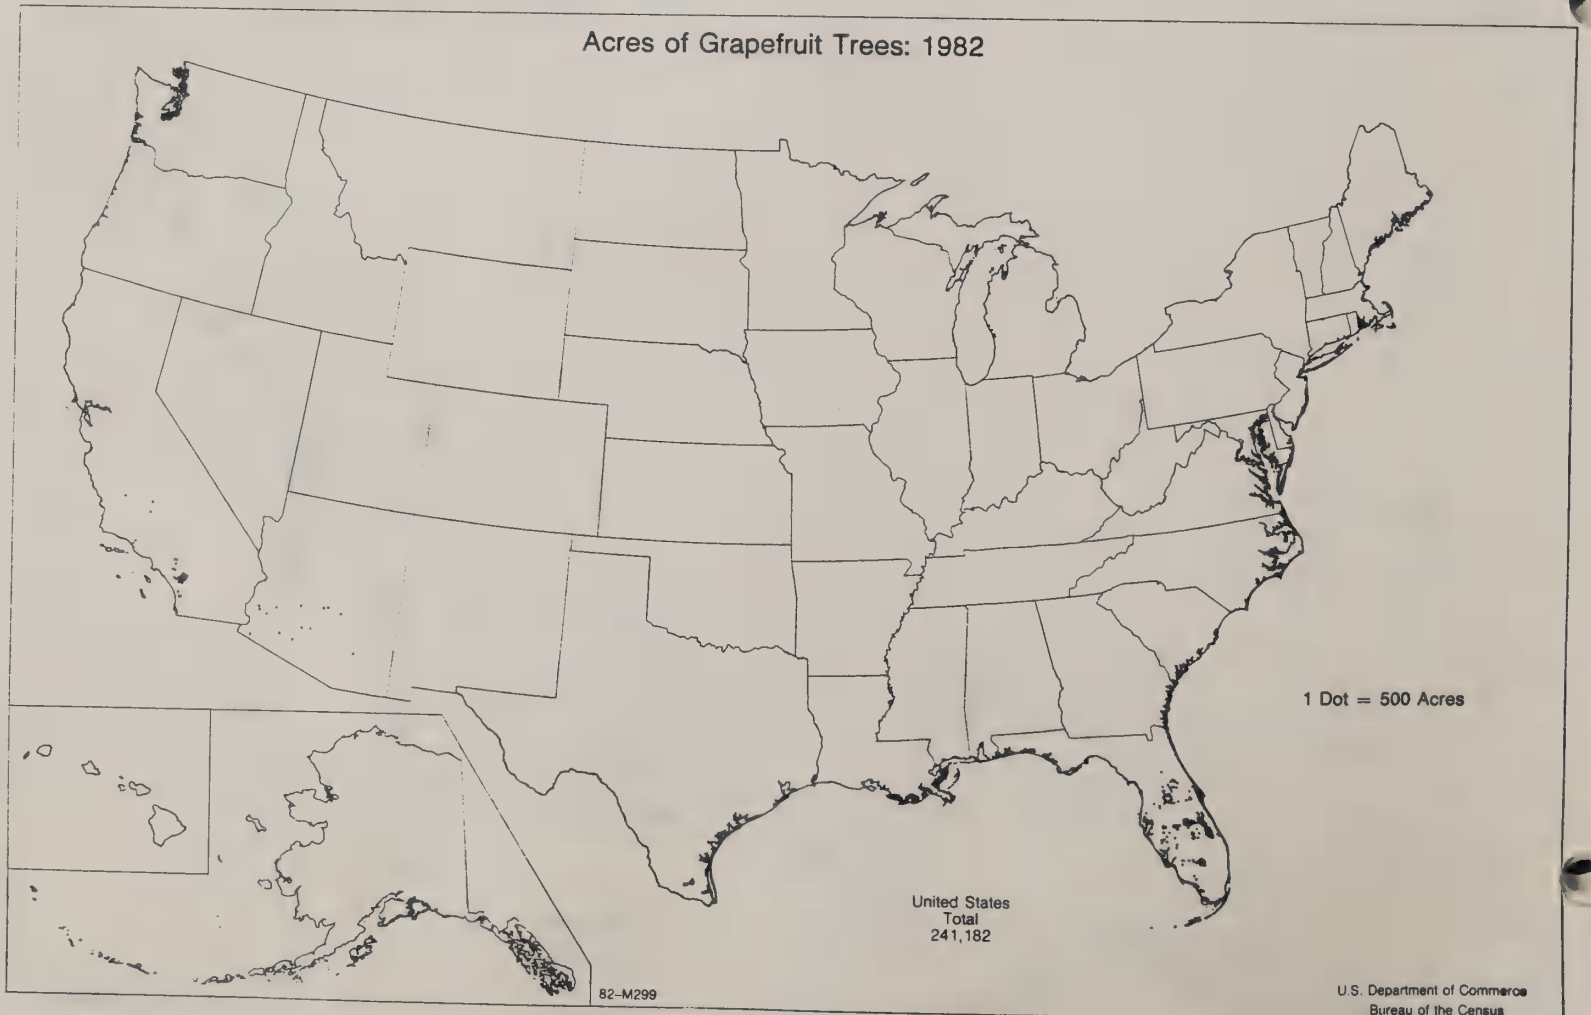 Acres of Grapefruit Trees: 1982
1 Dot = 500 Acres
United States
Total
241,182
82–M299
U.S. Department of Commerce
Bureau of the Census